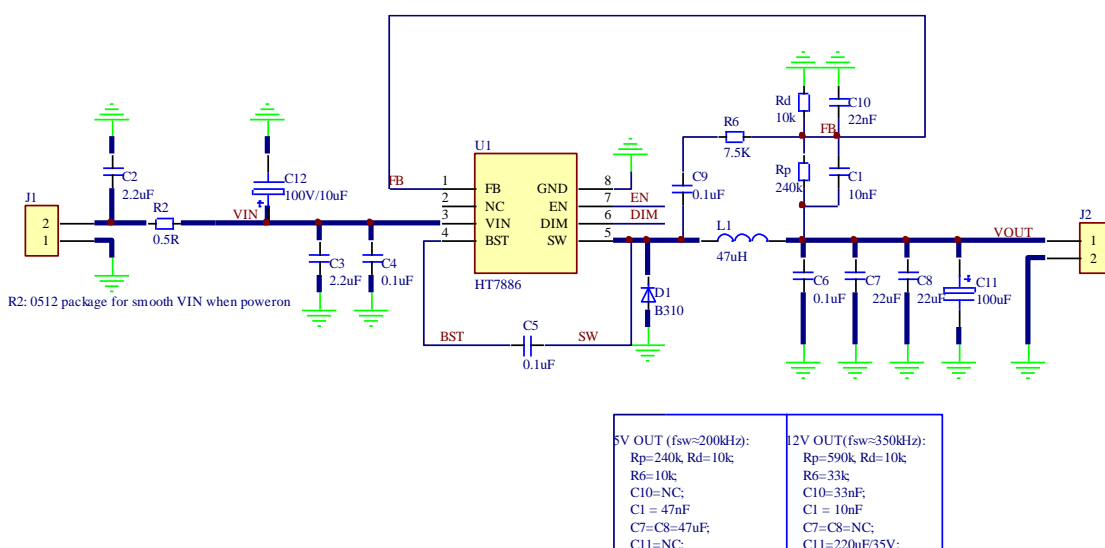 Rd
10k
C10
22nF
R6
7.5K
FB
U1
C2
2.2uF
C12
100V/10uF
FB
1
FB
GND
8
C9
0.1uF
Rp
240k
C1
10nF
2
NC
EN
7
EN
J1
R2
VIN
3
VIN
DIM
6
DIM
J2
2
4
BST
SW
5
L1
VOUT
1
1
0.5R
47uH
2
C3
2.2uF
C4
0.1uF
HT7886
D1
B310
C6
0.1uF
C7
22uF
C8
22uF
C11
100uF
R2: 0512 package for smooth VIN when poweron
BST
C5
SW
0.1uF
5V OUT (fsw≈200kHz):
Rp=240k, Rd=10k;
R6=10k;
C10=NC;
C1 = 47nF
C7=C8=47uF;
C11=NC;
12V OUT(fsw≈350kHz):
Rp=590k, Rd=10k;
R6=33k;
C10=33nF;
C1 = 10nF
C7=C8=NC;
C11=220uF/35V;